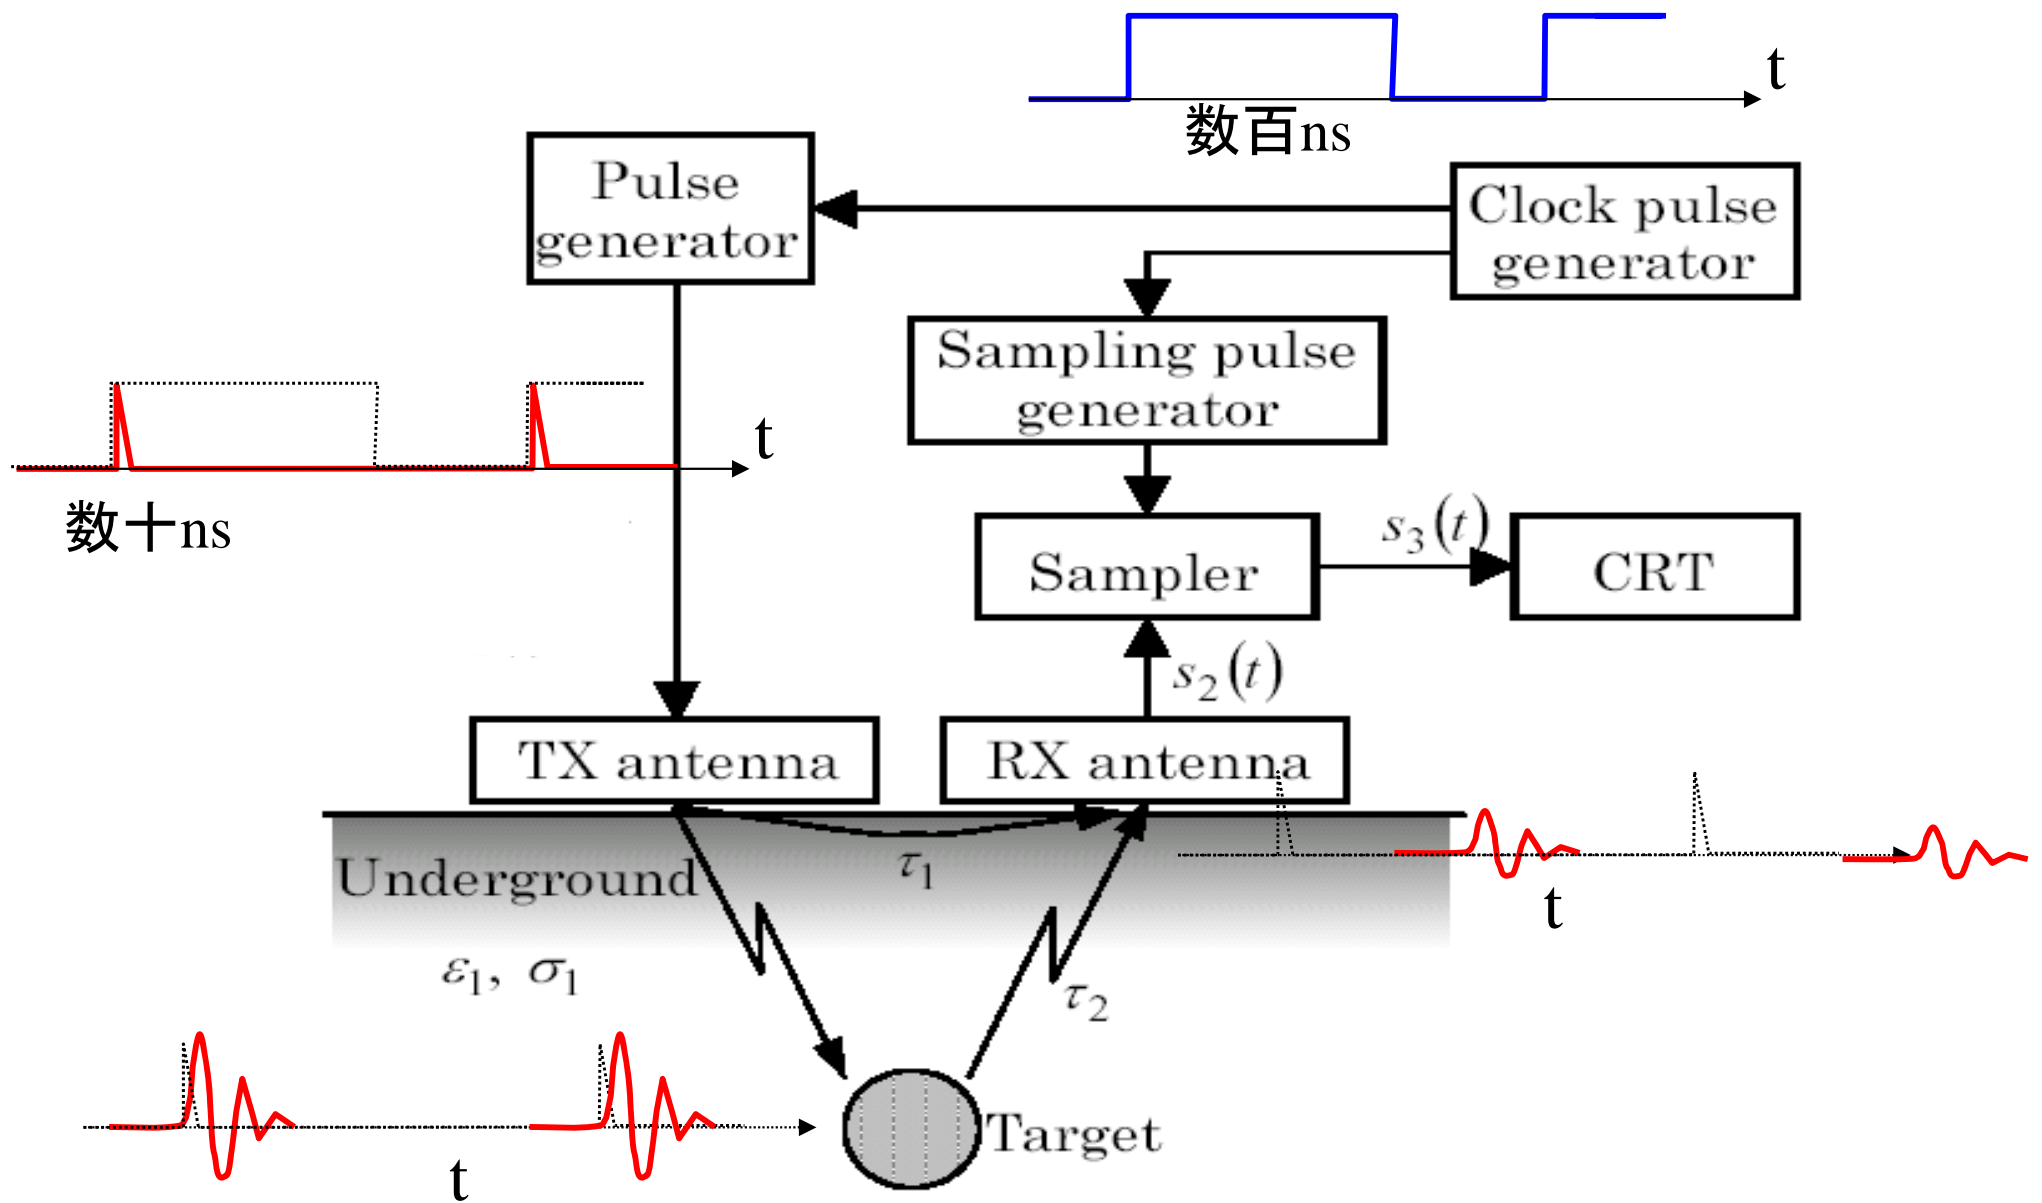 t
数百ns
Pulse
generator
Clock pulse
generator
Sampling pulse
generator
t
数十ns
Sampler
s₃(t)
CRT
s₂(t)
TX antenna
RX antenna
Underground
τ₁
t
ε₁, σ₁
τ₂
Target
t